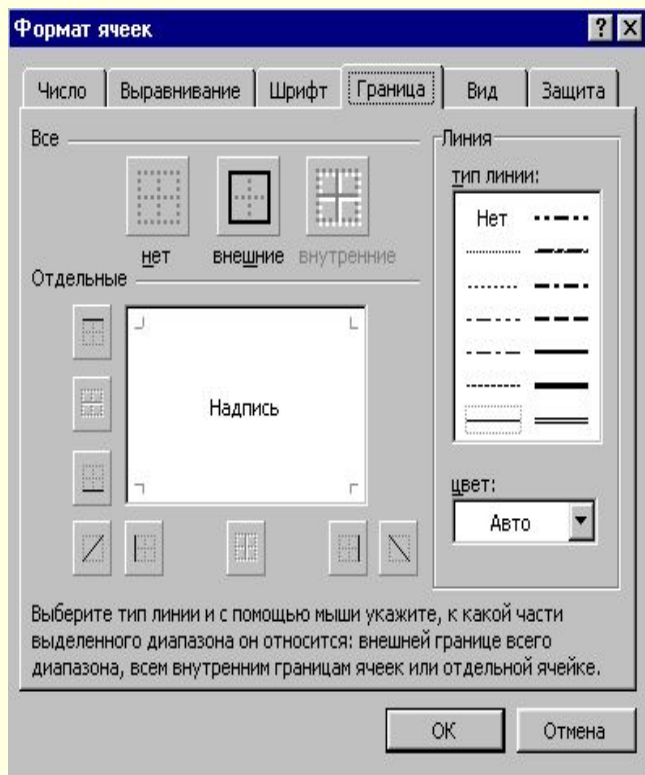 Формат ячеек
Число Выравнивание Шрифт Граница Вид Защита
Все
нет внешние внутренние
Отдельные
Надпись
Линия
тип линии:
Нет
цвет:
Авто
Выберите тип линии и с помощью мыши укажите, к какой части
выделенного диапазона он относится: внешней границе всего
диапазона, всем внутренним границам ячеек или отдельной ячейке.
ОК Отмена